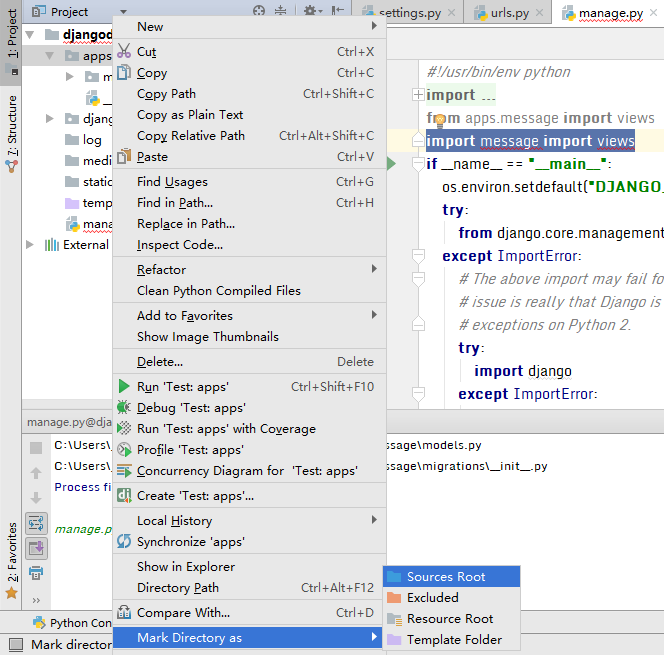 1: Project
Z: Structure
2: Favorites
Project
settings.py
urls.py
manage.py
apps
log
External
New
Cut Ctrl+X
Copy Ctrl+C
Copy Path Ctrl+Shift+C
Copy as Plain Text
Copy Relative Path Ctrl+Alt+Shift+C
Paste Ctrl+V
Find Usages Ctrl+G
Find in Path... Ctrl+H
Replace in Path...
Inspect Code...
Refactor
Clean Python Compiled Files
Add to Favorites
Show Image Thumbnails
Delete... Delete
Run 'Test: apps' Ctrl+Shift+F10
Debug 'Test: apps'
Run 'Test: apps' with Coverage
Profile 'Test: apps'
Concurrency Diagram for 'Test: apps'
Create 'Test: apps'...
Local History
Synchronize 'apps'
Show in Explorer
Directory Path Ctrl+Alt+F12
Compare With... Ctrl+D
Mark Directory as
Sources Root
Excluded
Resource Root
Template Folder
#!/usr/bin/env python
import ...
from apps.message import views
import message import views
if __name__ == "__main__":
os.environ.setdefault("DJANGO_
try:
from django.core.management
except ImportError:
# The above import may fail fo
# issue is really that Django is
# exceptions on Python 2.
try:
import django
except ImportError:
manage.py@dja
C:\Users\
ssage\models.py
C:\Users\
ssage\migrations\__init__.py
Process fi
manage.p
Python Con
Mark director